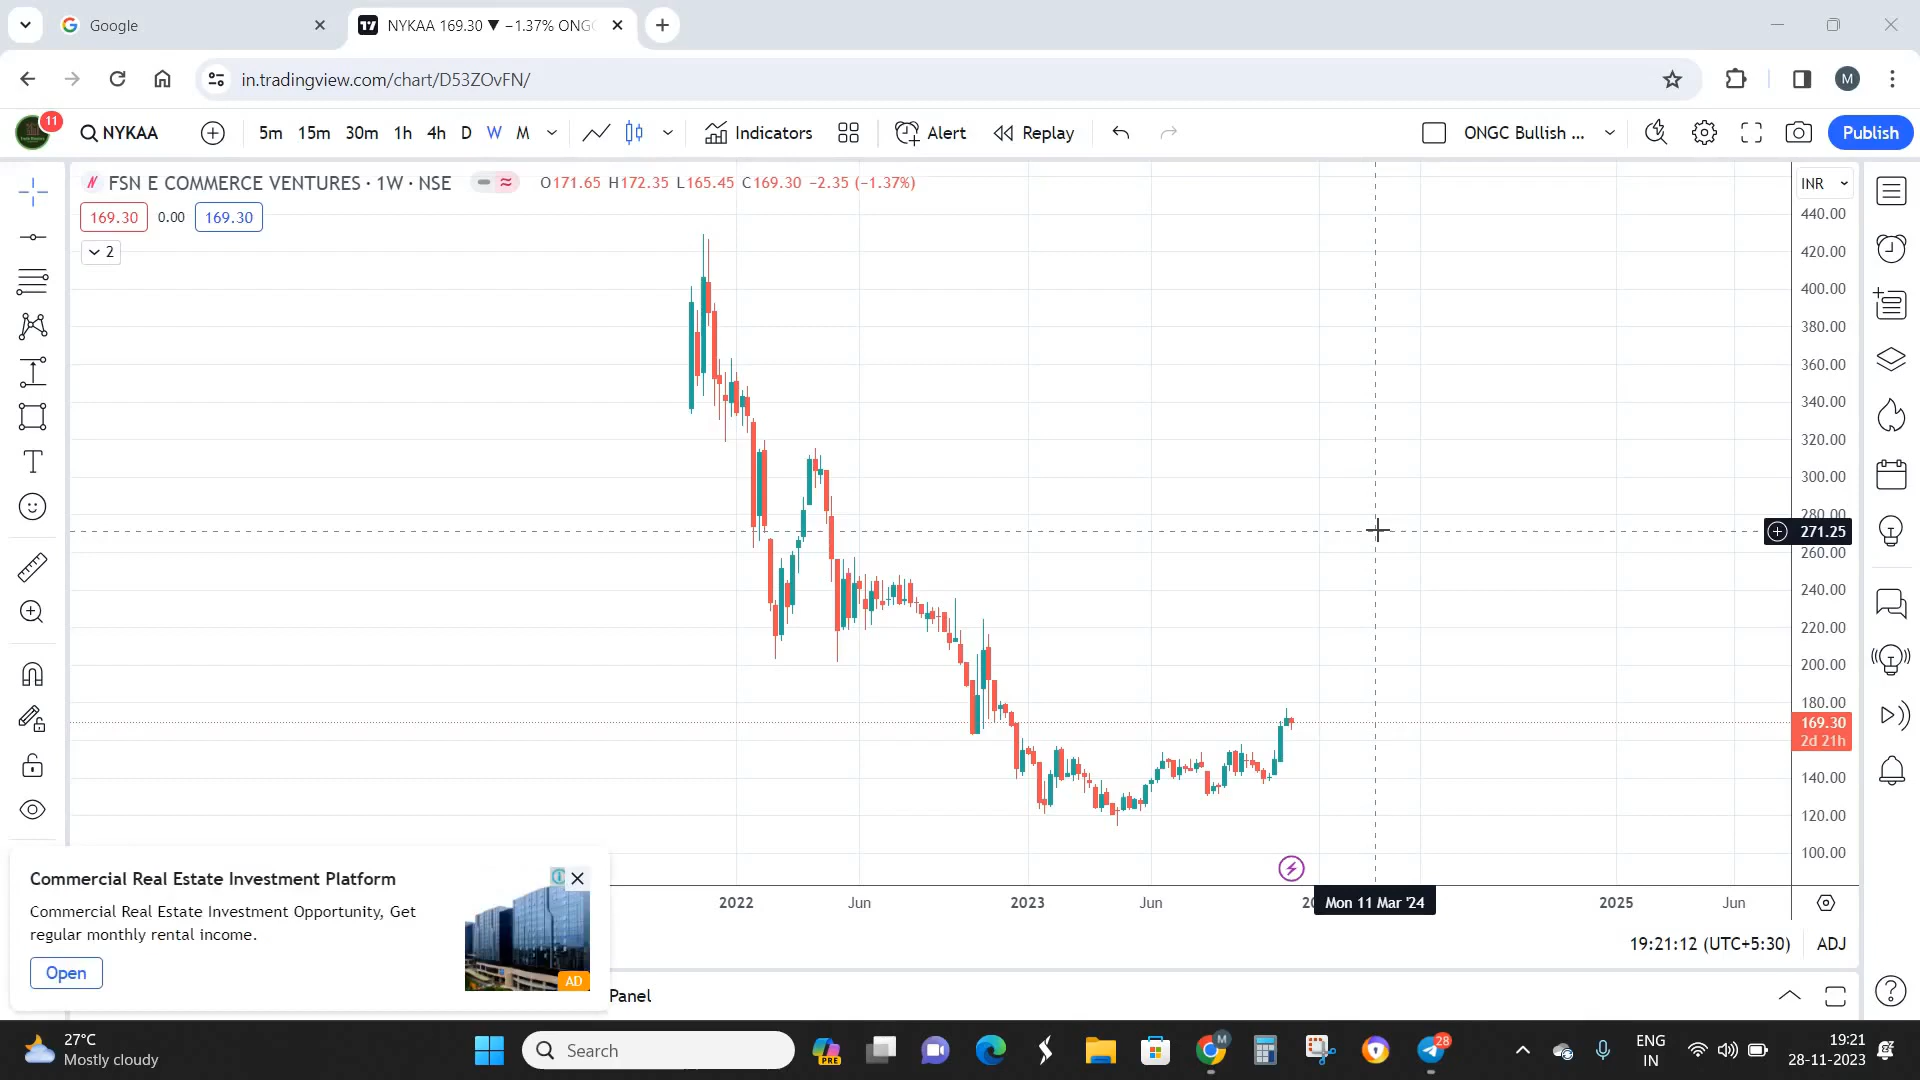 Google
NYKAA 169.30 ▼ −1.37% ONGC
in.tradingview.com/chart/D53ZOvFN/
M
11
NYKAA
5m 15m 30m 1h 4h D W M
Indicators
Alert
Replay
ONGC Bullish ...
Publish
FSN E COMMERCE VENTURES · 1W · NSE
O171.65 H172.35 L165.45 C169.30 −2.35 (−1.37%)
INR
169.30 0.00 169.30
2
440.00
420.00
400.00
380.00
360.00
340.00
320.00
300.00
280.00
271.25
260.00
240.00
220.00
200.00
180.00
169.30
2d 21h
140.00
120.00
100.00
Commercial Real Estate Investment Platform
Commercial Real Estate Investment Opportunity, Get
regular monthly rental income.
Open
AD
2022 Jun 2023 Jun Mon 11 Mar '24 2025 Jun
19:21:12 (UTC+5:30) ADJ
Panel
27°C
Mostly cloudy
Search
PRE
M
28
ENG
IN
19:21
28-11-2023